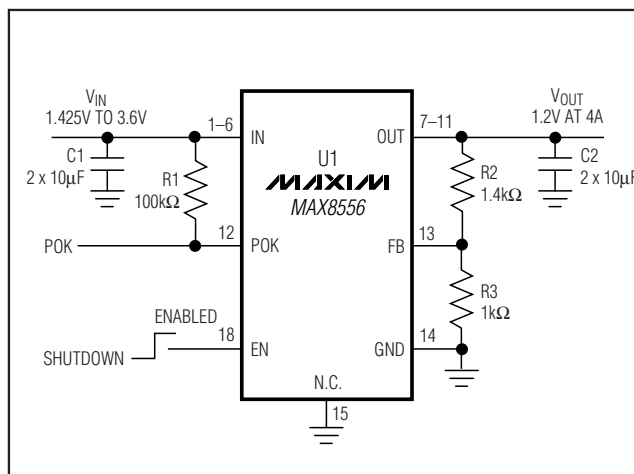 VIN
1.425V TO 3.6V
C1
2 x 10µF
R1
100kΩ
POK
ENABLED
SHUTDOWN
1–6
IN
12
POK
18
EN
U1
MAXIM
MAX8556
N.C.
15
OUT
7–11
FB
13
GND
14
VOUT
1.2V AT 4A
R2
1.4kΩ
C2
2 x 10µF
R3
1kΩ